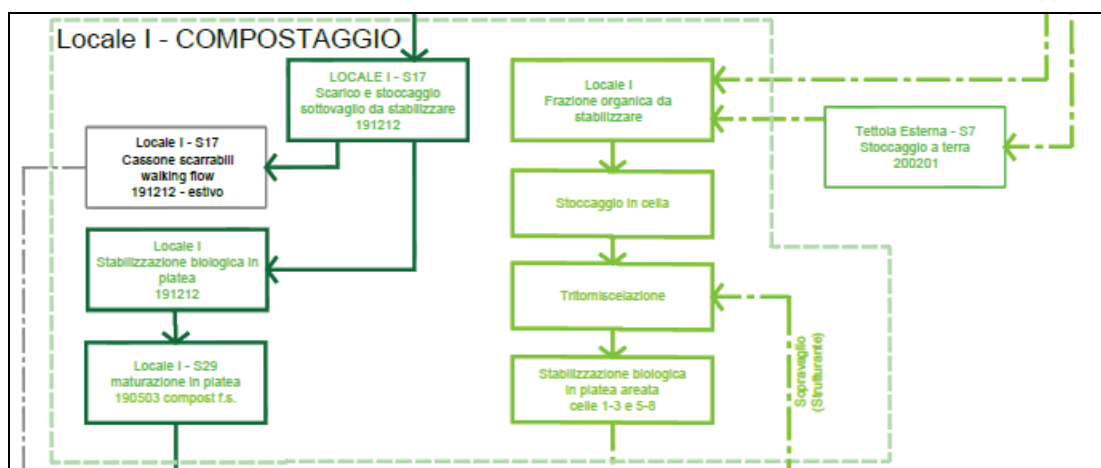 Locale I - COMPOSTAGGIO
LOCALE I - S17
Scarico e stoccaggio
sottovaglio da stabilizzare
191212
Locale I - S17
Cassone scarrabili
walking flow
191212 - estivo
Locale I
Stabilizzazione biologica in
platea
191212
Locale I - S29
maturazione in platea
190503 compost f.s.
Locale I
Frazione organica da
stabilizzare
Stoccaggio in cella
Tritomiscelazione
Stabilizzazione biologica
in platea areata
celle 1-3 e 5-8
Tettoia Esterna - S7
Stoccaggio a terra
200201
Sopravaglio
(Strutturante)